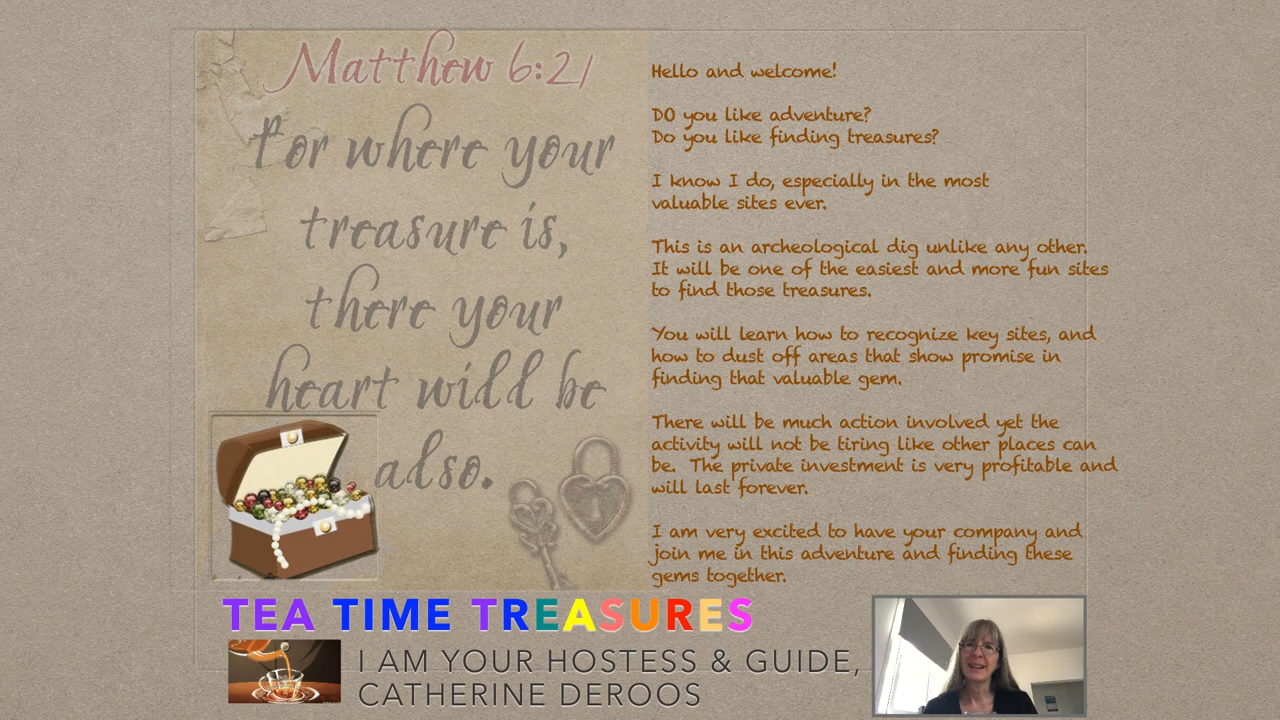 Matthew 6:21
For where your
treasure is,
there your
heart will be
also.
Hello and welcome!
DO you like adventure?
Do you like finding treasures?
I know I do, especially in the most
valuable sites ever.
This is an archeological dig unlike any other.
It will be one of the easiest and more fun sites
to find those treasures.
You will learn how to recognize key sites, and
how to dust off areas that show promise in
finding that valuable gem.
There will be much action involved yet the
activity will not be tiring like other places can
be.  The private investment is very profitable and
will last forever.
I am very excited to have your company and
join me in this adventure and finding these
gems together.
TEA TIME TREASURES
I AM YOUR HOSTESS & GUIDE,
CATHERINE DEROOS